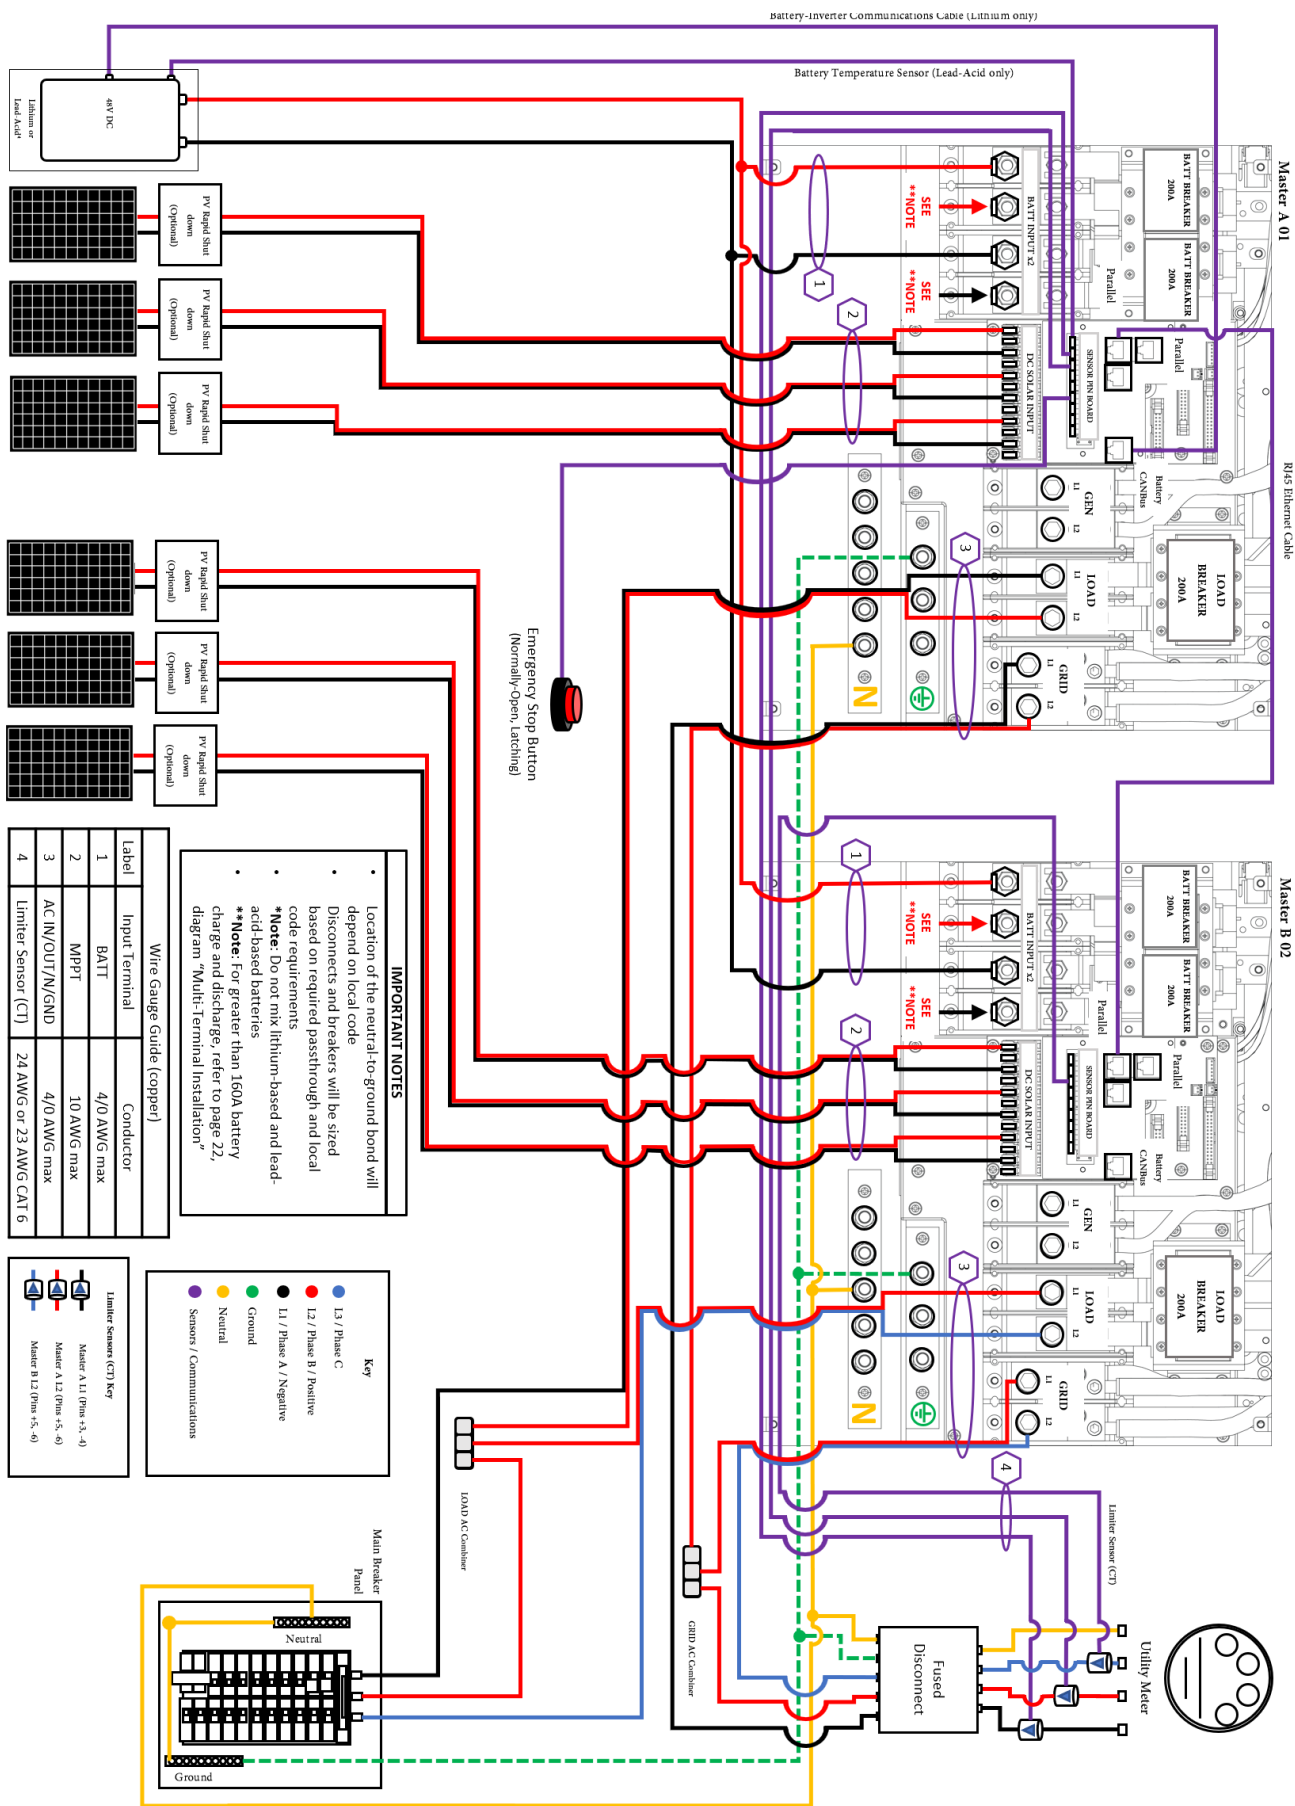 Battery-Inverter Communications Cable (Lithium only)
Battery Temperature Sensor (Lead-Acid only)
48V DC
Lithium or
Lead-Acid*
Master A 01
BATT BREAKER
200A
BATT BREAKER
200A
BATT INPUT x2
Parallel
SEE
**NOTE
SEE
**NOTE
1
2
DC SOLAR INPUT
SENSOR PIN BOARD
Parallel
Battery
CANBus
RJ45 Ethernet Cable
GEN
L1
L2
LOAD
L1
L2
LOAD
BREAKER
200A
GRID
L1
L2
3
N
PV Rapid Shut
down
(Optional)
PV Rapid Shut
down
(Optional)
PV Rapid Shut
down
(Optional)
PV Rapid Shut
down
(Optional)
PV Rapid Shut
down
(Optional)
PV Rapid Shut
down
(Optional)
Emergency Stop Button
(Normally-Open, Latching)
Master B 02
BATT BREAKER
200A
BATT BREAKER
200A
BATT INPUT x2
Parallel
SEE
**NOTE
SEE
**NOTE
1
2
DC SOLAR INPUT
SENSOR PIN BOARD
Parallel
Battery
CANBus
GEN
L1
L2
LOAD
L1
L2
LOAD
BREAKER
200A
GRID
L1
L2
3
N
4
Limiter Sensor (CT)
IMPORTANT NOTES
• Location of the neutral-to-ground bond will
depend on local code
• Disconnects and breakers will be sized
based on required passthrough and local
code requirements
• *Note: Do not mix lithium-based and lead-
acid-based batteries
• **Note: For greater than 160A battery
charge and discharge, refer to page 22,
diagram “Multi-Terminal Installation”
Wire Gauge Guide (copper)
Label Input Terminal Conductor
1 BATT 4/0 AWG max
2 MPPT 10 AWG max
3 AC IN/OUT/N/GND 4/0 AWG max
4 Limiter Sensor (CT) 24 AWG or 23 AWG CAT 6
Key
L3 / Phase C
L2 / Phase B / Positive
L1 / Phase A / Negative
Ground
Neutral
Sensors / Communications
Limiter Sensors (CT) Key
Master A L1 (Pins +3, -4)
Master A L2 (Pins +5, -6)
Master B L2 (Pins +5, -6)
LOAD AC Combiner
GRID AC Combiner
Main Breaker
Panel
Neutral
Ground
Fused
Disconnect
Utility Meter